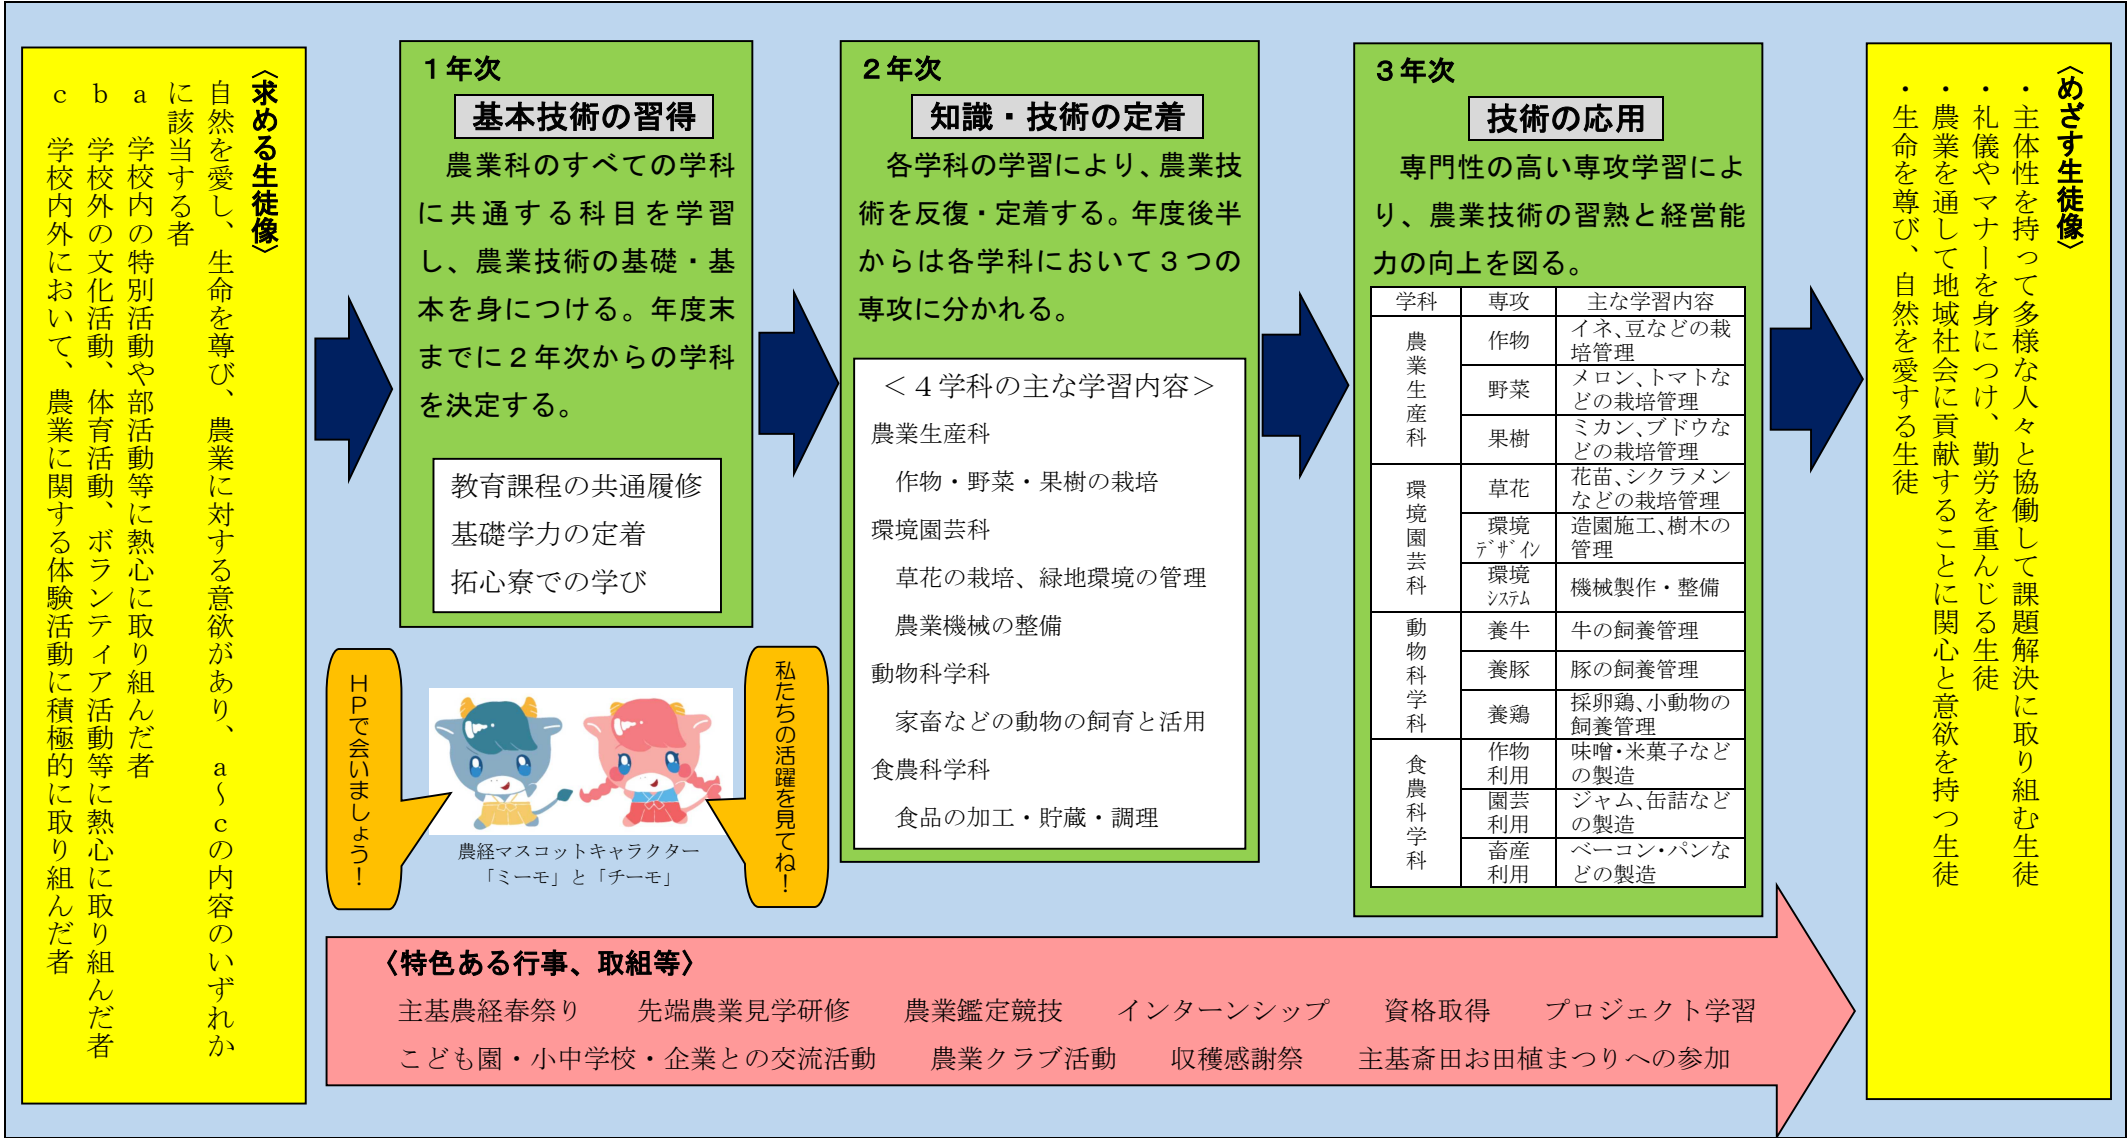 〈求める生徒像〉
自然を愛し、生命を尊び、農業に対する意欲があり、a~cの内容のいずれか
に該当する者
a 学校内の特別活動や部活動等に熱心に取り組んだ者
b 学校外の文化活動、体育活動、ボランティア活動等に熱心に取り組んだ者
c 学校内外において、農業に関する体験活動に積極的に取り組んだ者
1年次
基本技術の習得
農業科のすべての学科
に共通する科目を学習
し、農業技術の基礎・基
本を身につける。年度末
までに2年次からの学科
を決定する。
教育課程の共通履修
基礎学力の定着
拓心寮での学び
HPで会いましょう!
私たちの活躍を見てね!
農経マスコットキャラクター
「ミーモ」と「チーモ」
2年次
知識・技術の定着
各学科の学習により、農業技
術を反復・定着する。年度後半
からは各学科において3つの
専攻に分かれる。
<4学科の主な学習内容>
農業生産科
作物・野菜・果樹の栽培
環境園芸科
草花の栽培、緑地環境の管理
農業機械の整備
動物科学科
家畜などの動物の飼育と活用
食農科学科
食品の加工・貯蔵・調理
3年次
技術の応用
専門性の高い専攻学習によ
り、農業技術の習熟と経営能
力の向上を図る。
学科 専攻 主な学習内容
農業生産科
作物 イネ、豆などの栽
培管理
野菜 メロン、トマトな
どの栽培管理
果樹 ミカン、ブドウな
どの栽培管理
環境園芸科
草花 花苗、シクラメン
などの栽培管理
環境 造園施工、樹木の
デザイン 管理
環境
システム 機械製作・整備
動物科学科
養牛 牛の飼養管理
養豚 豚の飼養管理
養鶏 採卵鶏、小動物の
飼養管理
食農科学科
作物 味噌・米菓子など
利用 の製造
園芸 ジャム、缶詰など
利用 の製造
畜産 ベーコン・パンな
利用 どの製造
〈めざす生徒像〉
・主体性を持って多様な人々と協働して課題解決に取り組む生徒
・礼儀やマナーを身につけ、勤労を重んじる生徒
・農業を通して地域社会に貢献することに関心と意欲を持つ生徒
・生命を尊び、自然を愛する生徒
〈特色ある行事、取組等〉
主基農経春祭り 先端農業見学研修 農業鑑定競技 インターンシップ 資格取得 プロジェクト学習
こども園・小中学校・企業との交流活動 農業クラブ活動 収穫感謝祭 主基斎田お田植まつりへの参加